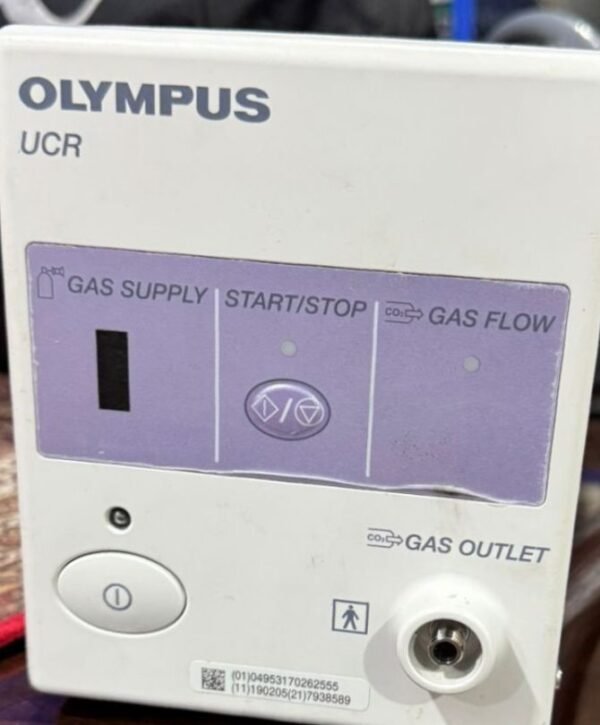 OLYMPUS
UCR
GAS SUPPLY
START/STOP
CO₂ GAS FLOW
CO₂ GAS OUTLET
(01)04953170262555
(11)190205(21)7938589